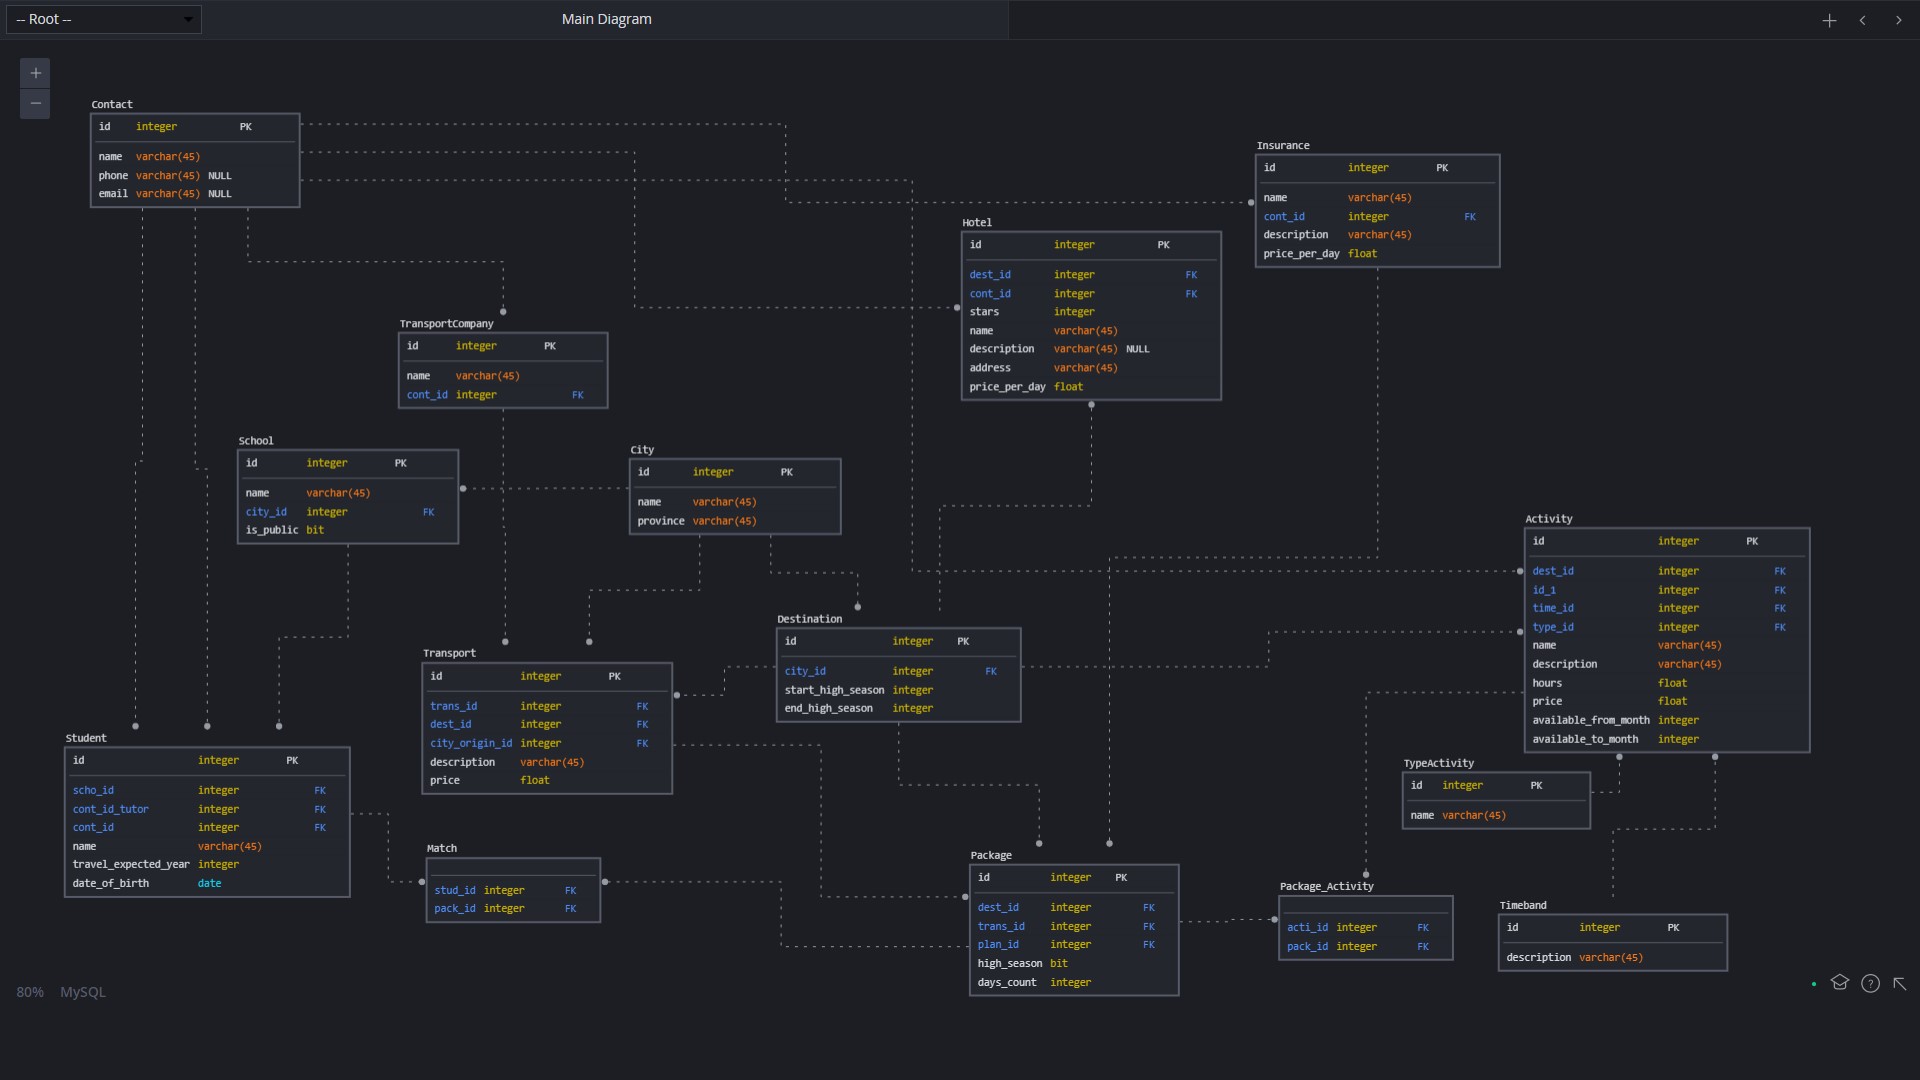 -- Root --
Main Diagram
Contact
id integer PK
name varchar(45)
phone varchar(45) NULL
email varchar(45) NULL
Insurance
id integer PK
name varchar(45)
cont_id integer FK
description varchar(45)
price_per_day float
Hotel
id integer PK
dest_id integer FK
cont_id integer FK
stars integer
name varchar(45)
description varchar(45) NULL
address varchar(45)
price_per_day float
TransportCompany
id integer PK
name varchar(45)
cont_id integer FK
School
id integer PK
name varchar(45)
city_id integer FK
is_public bit
City
id integer PK
name varchar(45)
province varchar(45)
Activity
id integer PK
dest_id integer FK
id_1 integer FK
time_id integer FK
type_id integer FK
name varchar(45)
description varchar(45)
hours float
price float
available_from_month integer
available_to_month integer
Destination
id integer PK
city_id integer FK
start_high_season integer
end_high_season integer
Transport
id integer PK
trans_id integer FK
dest_id integer FK
city_origin_id integer FK
description varchar(45)
price float
Student
id integer PK
scho_id integer FK
cont_id_tutor integer FK
cont_id integer FK
name varchar(45)
travel_expected_year integer
date_of_birth date
TypeActivity
id integer PK
name varchar(45)
Match
stud_id integer FK
pack_id integer FK
Package
id integer PK
dest_id integer FK
trans_id integer FK
plan_id integer FK
high_season bit
days_count integer
Package_Activity
acti_id integer FK
pack_id integer FK
Timeband
id integer PK
description varchar(45)
80% MySQL